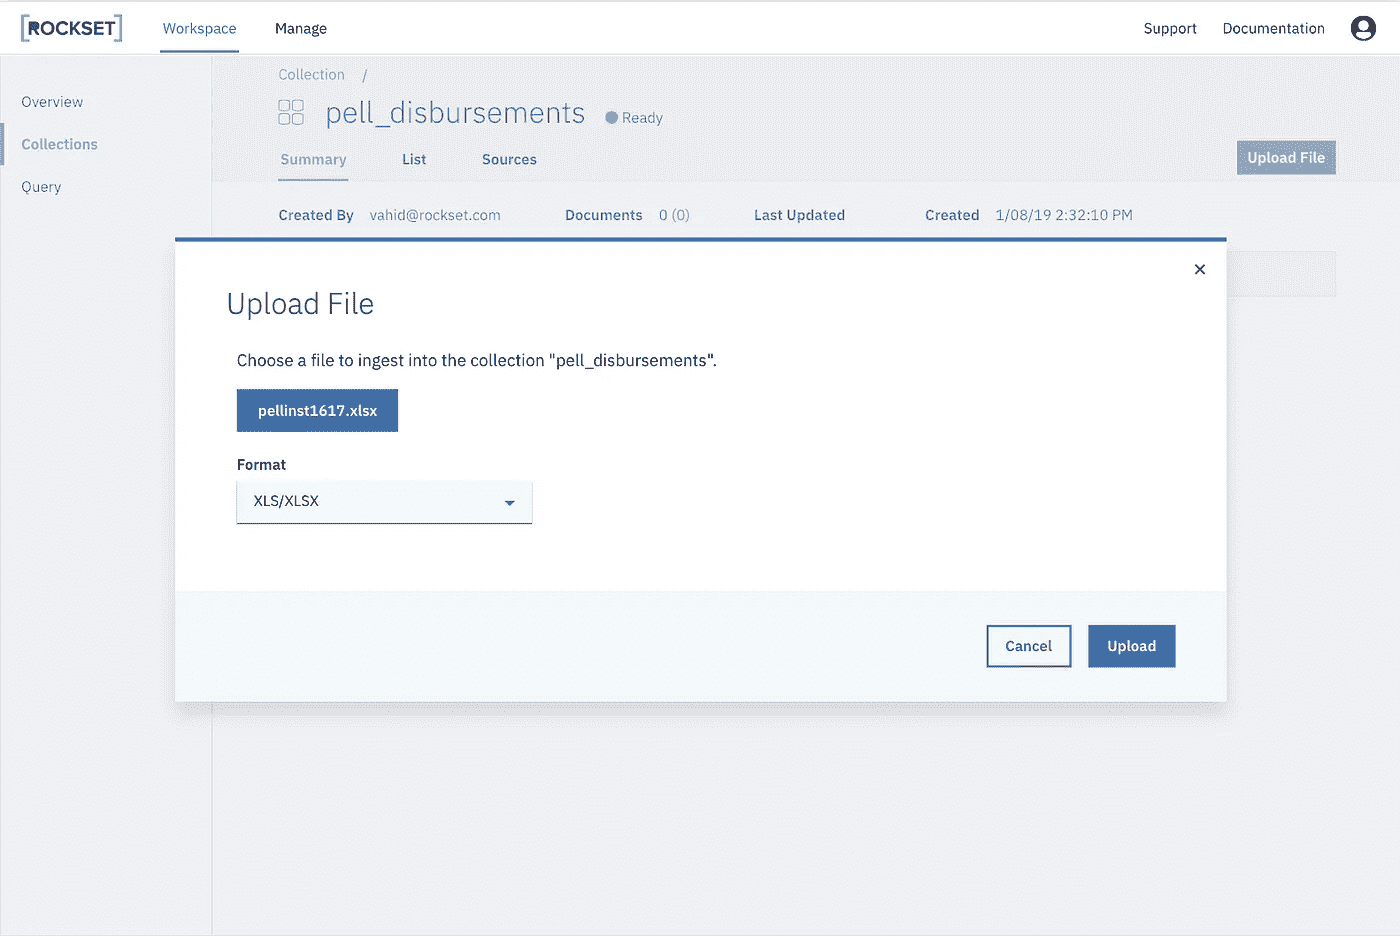 [ROCKSET] Workspace Manage Support Documentation
Overview
Collections
Query
Collection /
pell_disbursements Ready
Summary List Sources
Upload File
Created By vahid@rockset.com Documents 0 (0) Last Updated Created 1/08/19 2:32:10 PM
Upload File
Choose a file to ingest into the collection "pell_disbursements".
pellinst1617.xlsx
Format
XLS/XLSX
Cancel Upload